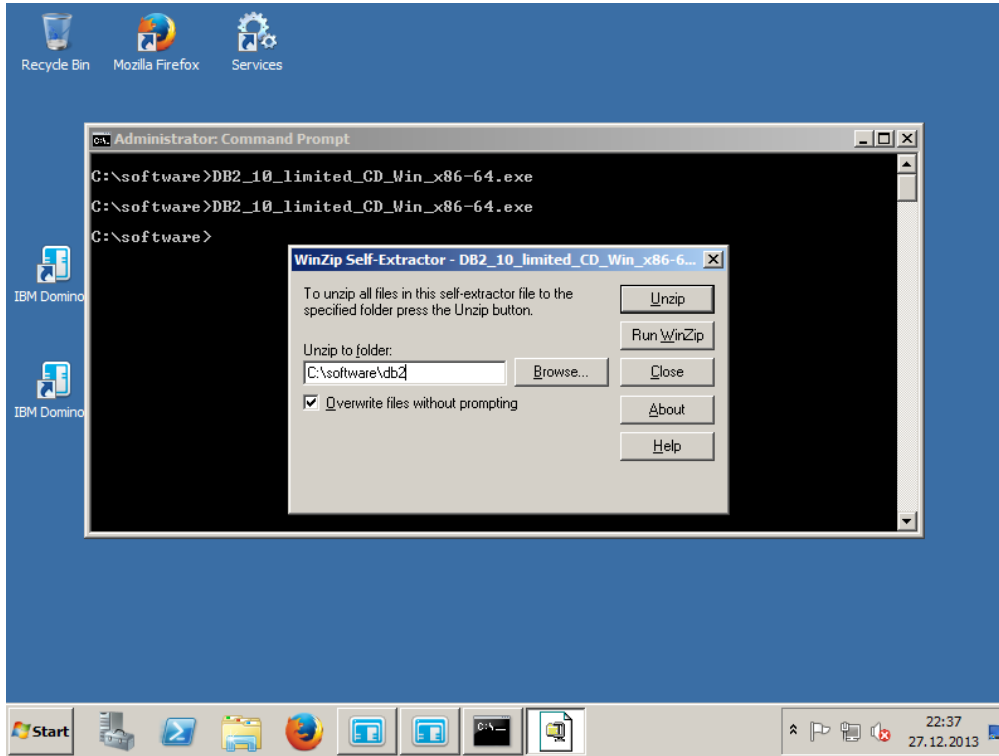 Recycle Bin
Mozilla Firefox
Services
Administrator: Command Prompt
C:\software>DB2_10_limited_CD_Win_x86-64.exe
C:\software>DB2_10_limited_CD_Win_x86-64.exe
C:\software>
IBM Domino
IBM Domino
WinZip Self-Extractor - DB2_10_limited_CD_Win_x86-6...
To unzip all files in this self-extractor file to the
specified folder press the Unzip button.
Unzip to folder:
C:\software\db2
Browse...
Overwrite files without prompting
Unzip
Run WinZip
Close
About
Help
Start
C:\_
22:37
27.12.2013